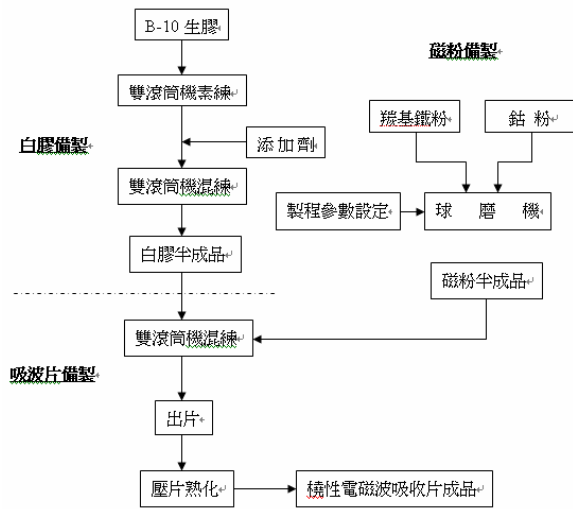 B-10 生膠
磁粉備製
雙滾筒機素練
白膠備製
羰基鐵粉
鈷 粉
添加劑
雙滾筒機混練
製程參數設定
球 磨 機
白膠半成品
磁粉半成品
雙滾筒機混練
吸波片備製
出片
壓片熟化
橈性電磁波吸收片成品